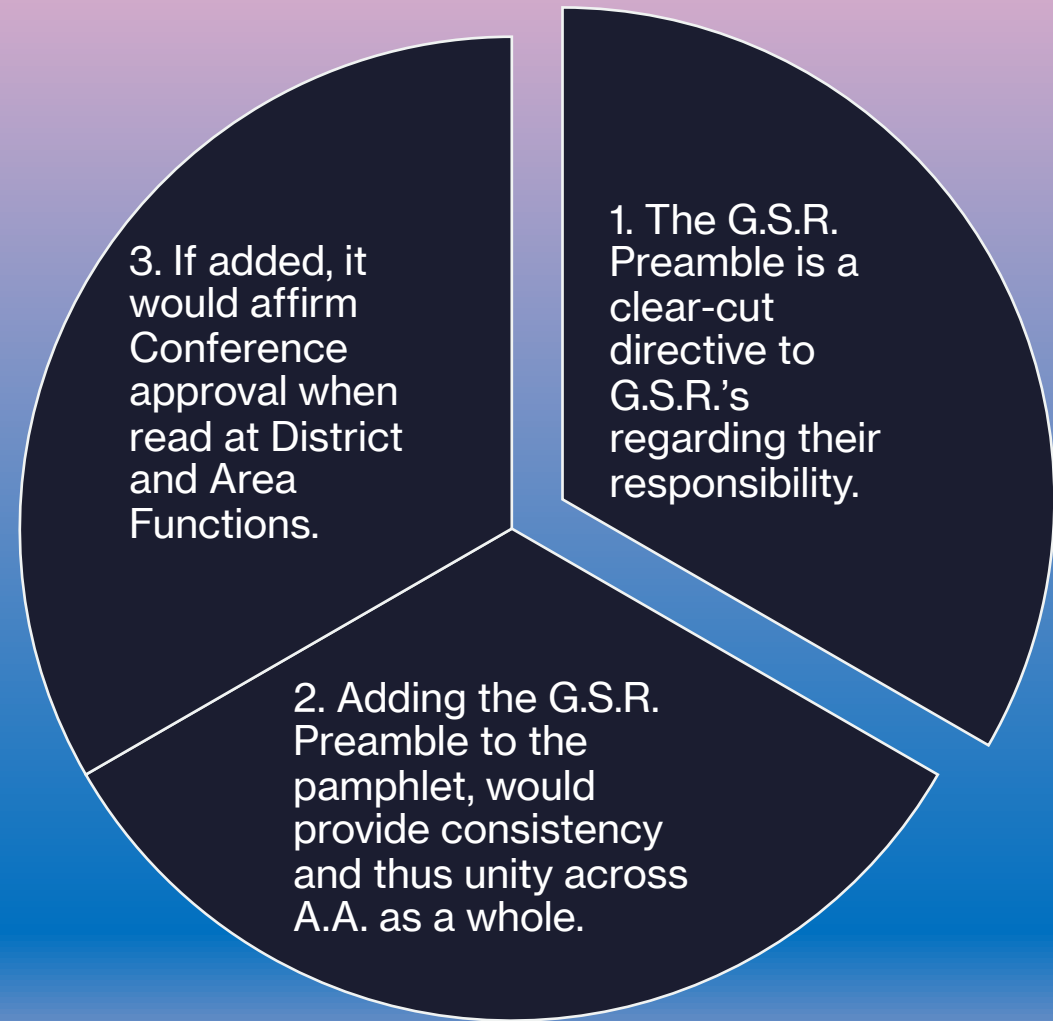 1. The G.S.R.
Preamble is a
clear-cut
directive to
G.S.R.’s
regarding their
responsibility.
2. Adding the G.S.R.
Preamble to the
pamphlet, would
provide consistency
and thus unity across
A.A. as a whole.
3. If added, it
would affirm
Conference
approval when
read at District
and Area
Functions.